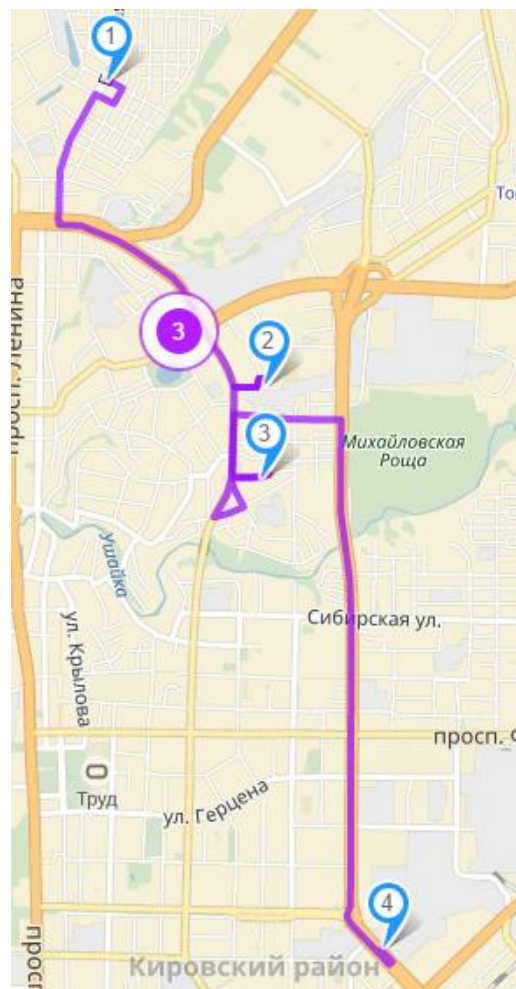 1
То
просп. Ленина
3
2
3
Михайловская
Роща
Ушайка
Сибирская ул.
ул. Крылова
просп. Ф
Труд
ул. Герцена
4
просп
Кировский район